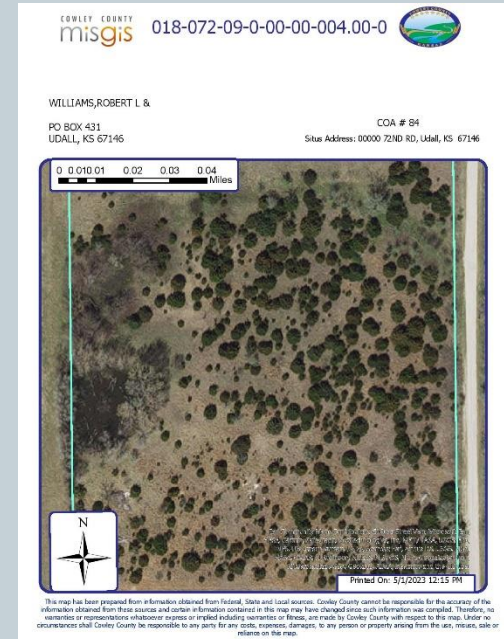 COWLEY COUNTY
misgis
018-072-09-0-00-00-004.00-0
WILLIAMS,ROBERT L &
PO BOX 431
UDALL, KS 67146
COA # 84
Situs Address: 00000 72ND RD, Udall, KS 67146
0 0.01 0.01 0.02 0.03 0.04
Miles
N
Printed On: 5/1/2023 12:15 PM
This map has been prepared from information obtained from Federal, State and Local sources. Cowley County cannot be responsible for the accuracy of the
information obtained from these sources and certain information contained in this map may have changed since such information was compiled. Therefore, no
warranties or representations whatsoever express or implied including warranties or fitness, are made by Cowley County with respect to this map. Under no
circumstances shall Cowley County be responsible to any party for any costs, expenses, damages, to any person or property arising from the use, misuse, sale
reliance on this map.